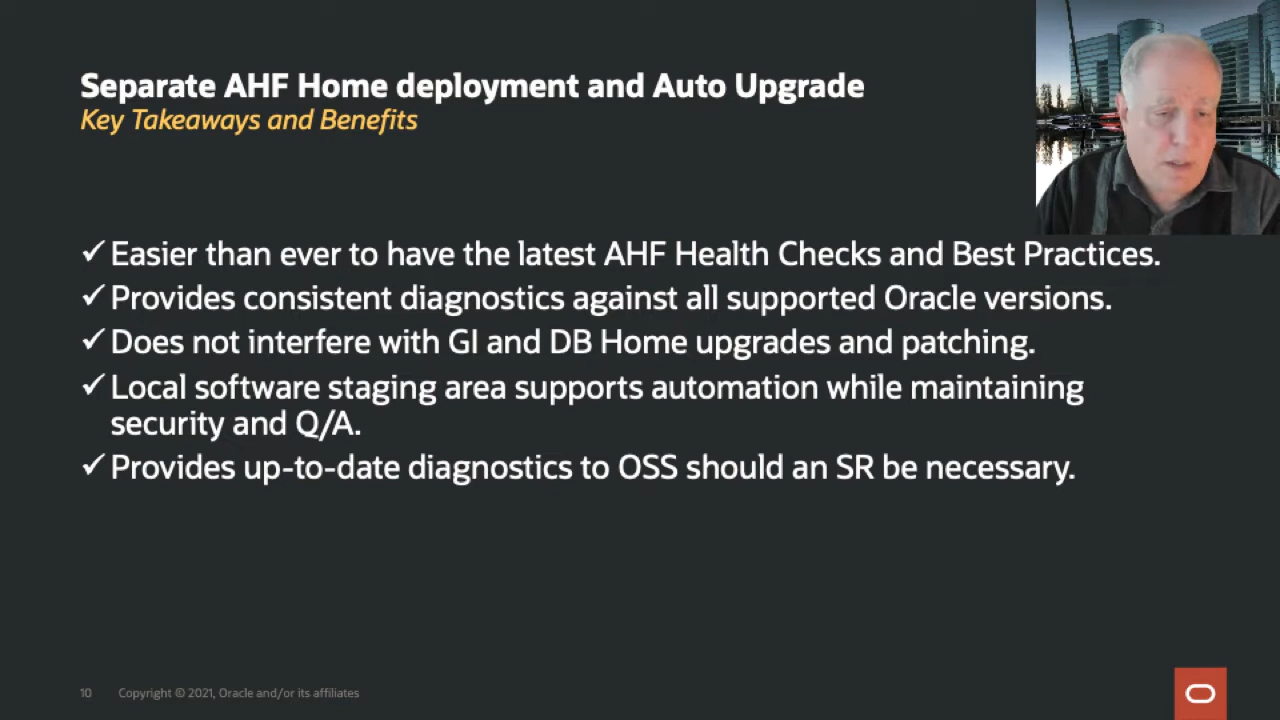 Separate AHF Home deployment and Auto Upgrade
Key Takeaways and Benefits
✓ Easier than ever to have the latest AHF Health Checks and Best Practices.
✓ Provides consistent diagnostics against all supported Oracle versions.
✓ Does not interfere with GI and DB Home upgrades and patching.
✓ Local software staging area supports automation while maintaining
security and Q/A.
✓ Provides up-to-date diagnostics to OSS should an SR be necessary.
10 Copyright © 2021, Oracle and/or its affiliates